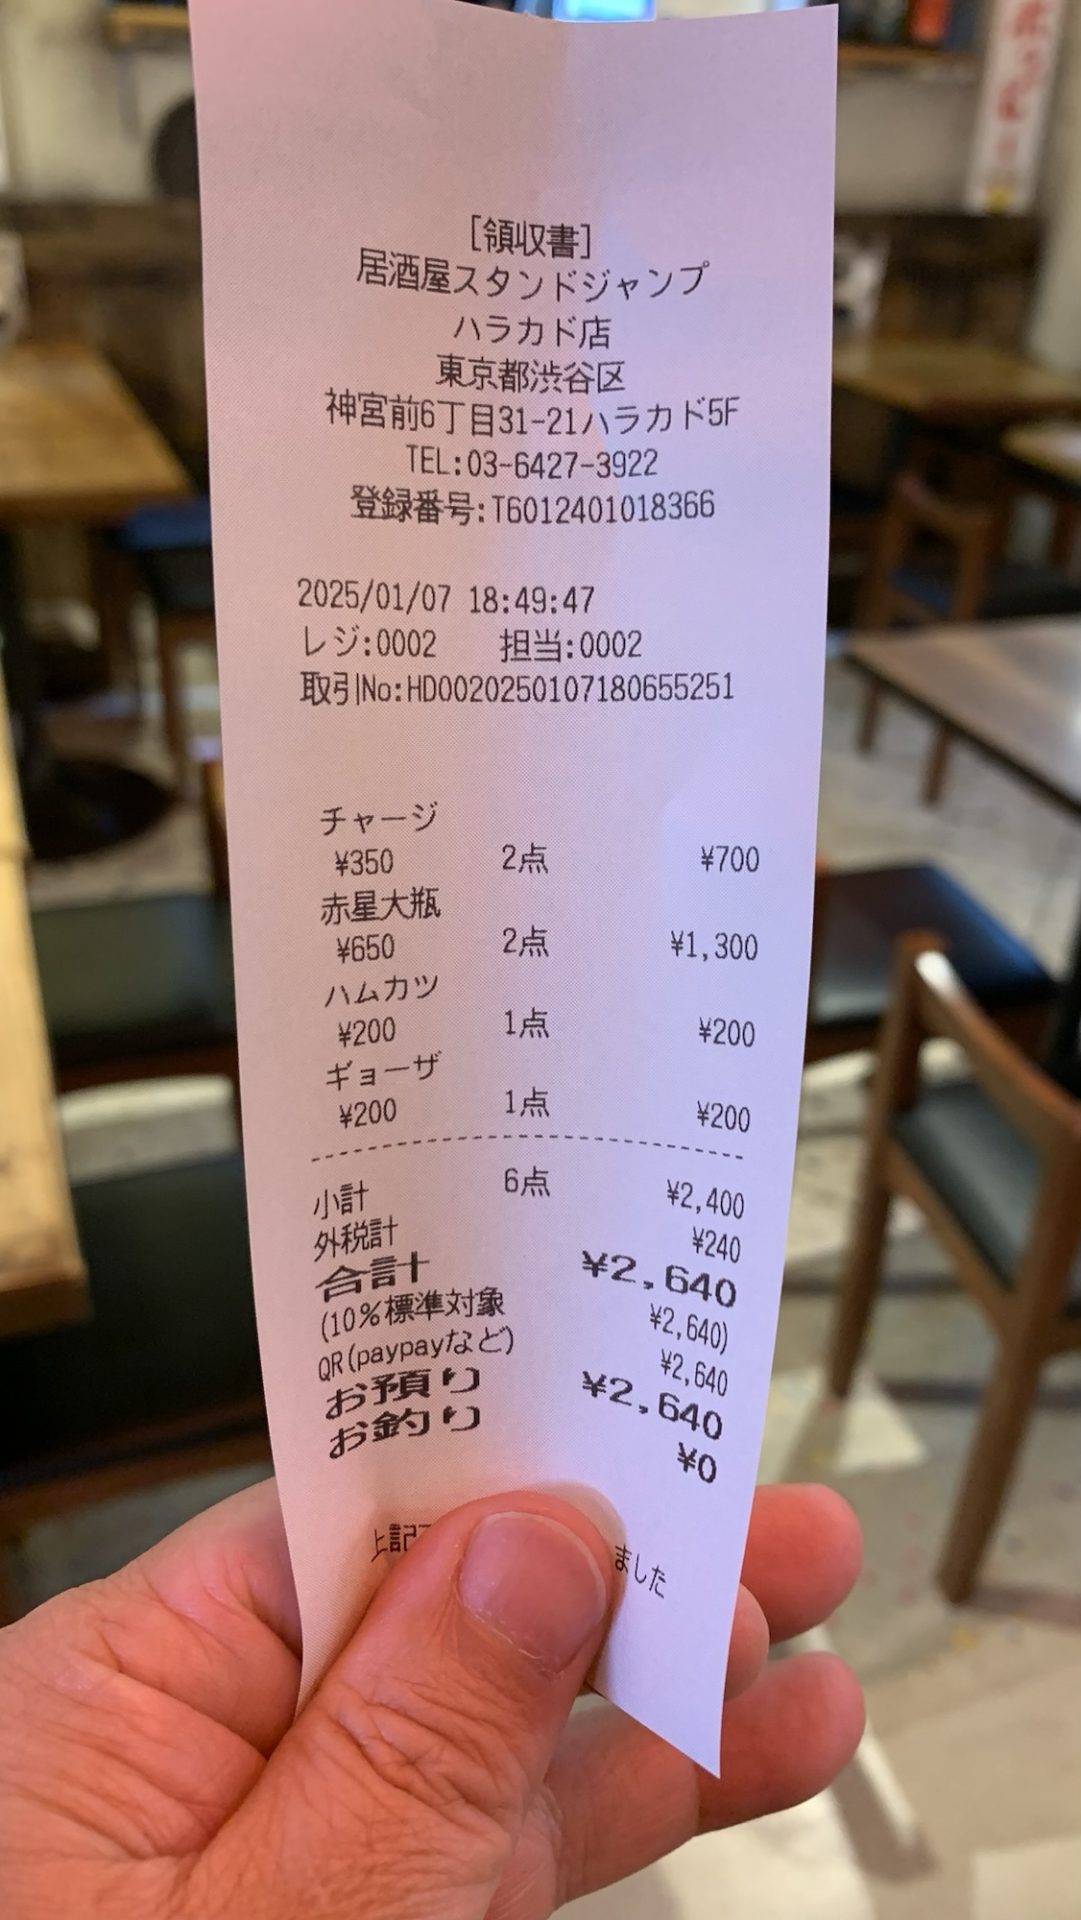 [領収書]
居酒屋スタンドジャンプ
ハラカド店
東京都渋谷区
神宮前6丁目31-21ハラカド5F
TEL:03-6427-3922
登録番号:T6012401018366
2025/01/07 18:49:47
レジ:0002 担当:0002
取引No:HD0020250107180655251
チャージ
¥350 2点 ¥700
赤星大瓶
¥650 2点 ¥1,300
ハムカツ
¥200 1点 ¥200
ギョーザ
¥200 1点 ¥200
小計 6点 ¥2,400
外税計 ¥240
合計 ¥2,640
(10%標準対象 ¥2,640)
QR(paypayなど) ¥2,640
お預り ¥2,640
お釣り ¥0
上記 ました